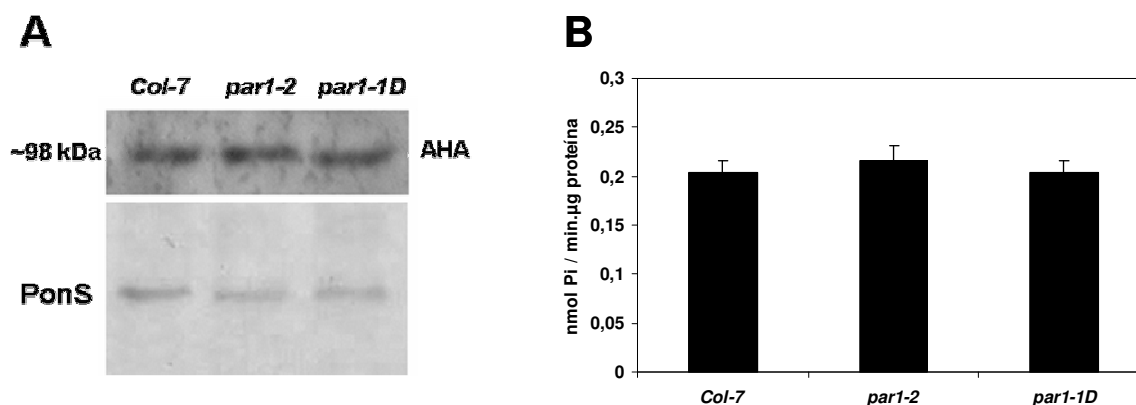 A
Col-7 par1-2 par1-1D
~98 kDa AHA
PonS
B
0,3
0,25
0,2
0,15
0,1
0,05
0
nmol Pi / min.µg proteína
Col-7 par1-2 par1-1D